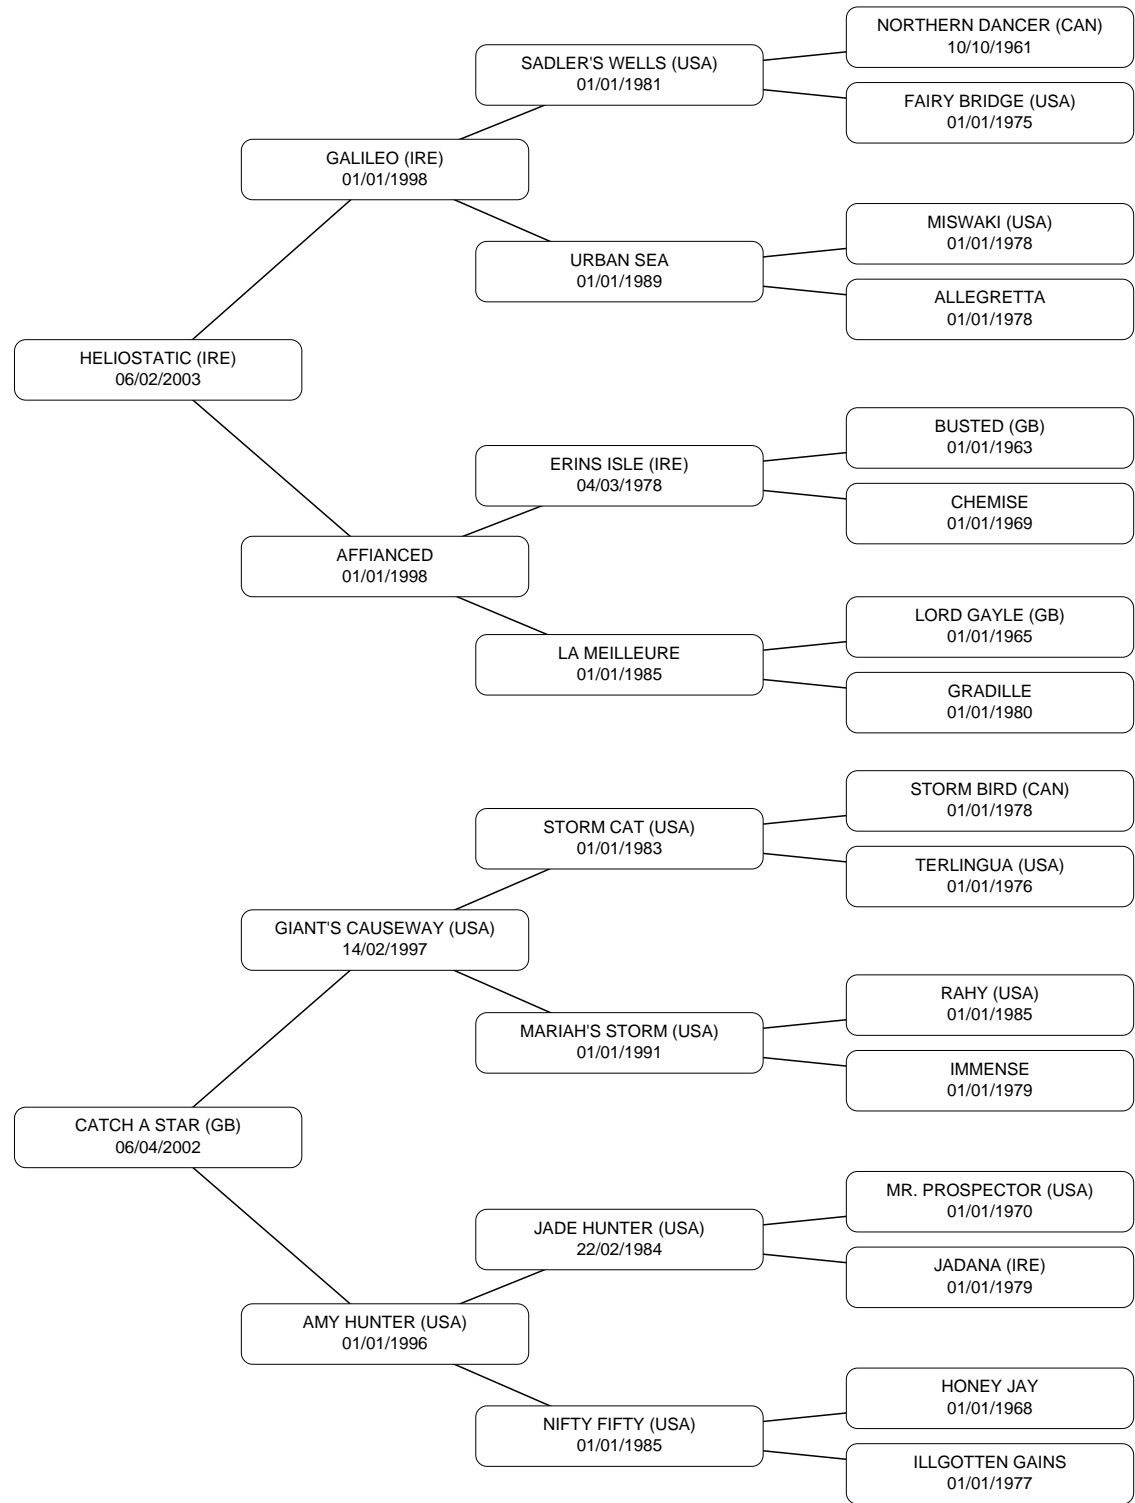 NORTHERN DANCER (CAN)
10/10/1961
SADLER'S WELLS (USA)
01/01/1981
FAIRY BRIDGE (USA)
01/01/1975
GALILEO (IRE)
01/01/1998
MISWAKI (USA)
01/01/1978
URBAN SEA
01/01/1989
ALLEGRETTA
01/01/1978
HELIOSTATIC (IRE)
06/02/2003
BUSTED (GB)
01/01/1963
ERINS ISLE (IRE)
04/03/1978
CHEMISE
01/01/1969
AFFIANCED
01/01/1998
LORD GAYLE (GB)
01/01/1965
LA MEILLEURE
01/01/1985
GRADILLE
01/01/1980
STORM BIRD (CAN)
01/01/1978
STORM CAT (USA)
01/01/1983
TERLINGUA (USA)
01/01/1976
GIANT'S CAUSEWAY (USA)
14/02/1997
RAHY (USA)
01/01/1985
MARIAH'S STORM (USA)
01/01/1991
IMMENSE
01/01/1979
CATCH A STAR (GB)
06/04/2002
MR. PROSPECTOR (USA)
01/01/1970
JADE HUNTER (USA)
22/02/1984
JADANA (IRE)
01/01/1979
AMY HUNTER (USA)
01/01/1996
HONEY JAY
01/01/1968
NIFTY FIFTY (USA)
01/01/1985
ILLGOTTEN GAINS
01/01/1977